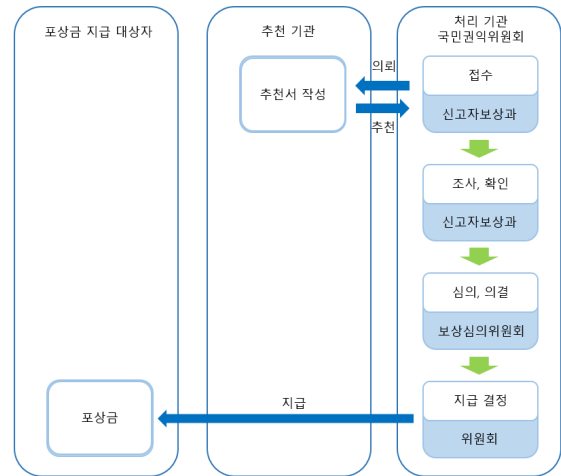 포상금 지급 대상자
추천 기관
처리 기관
국민권익위원회
의뢰
추천서 작성
추천
접수
신고자보상과
조사, 확인
신고자보상과
심의, 의결
보상심의위원회
지급 결정
위원회
지급
포상금